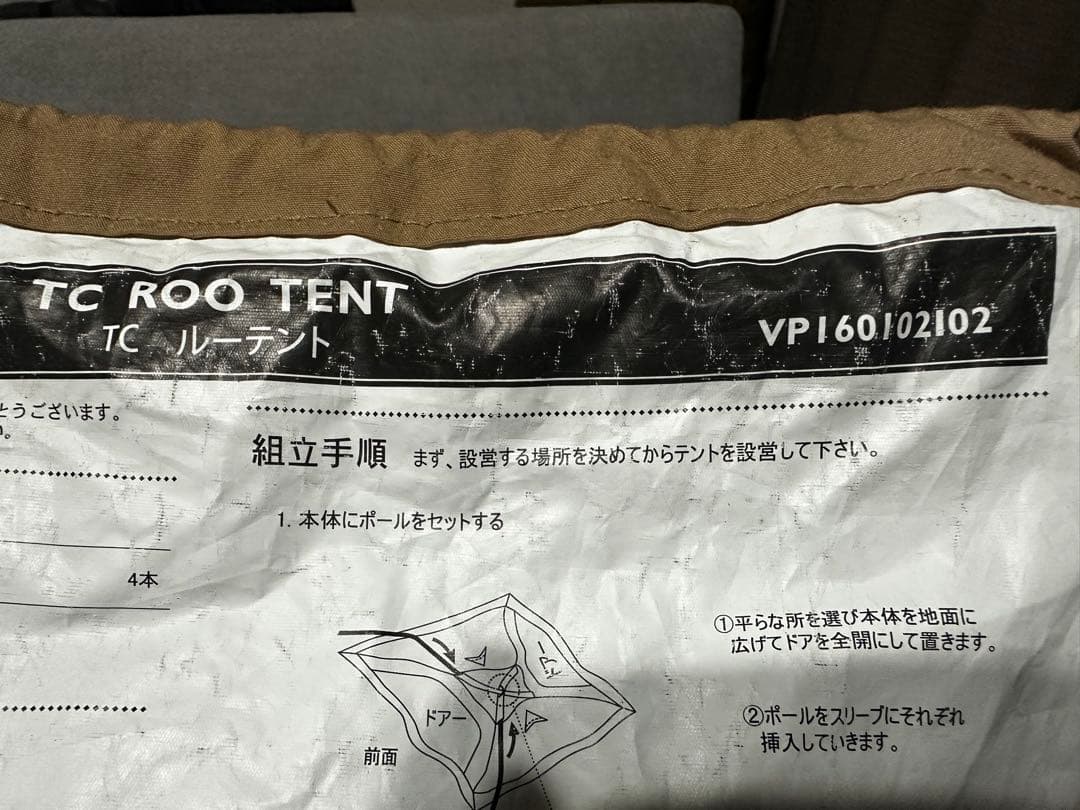 TC ROO TENT
TC ルーテント
VP160102102
とうございます。
い。
組立手順 まず、設営する場所を決めてからテントを設営して下さい。
1. 本体にポールをセットする
4本
①平らな所を選び本体を地面に
広げてドアを全開にして置きます。
ドアー
ドアー
前面
②ポールをスリーブにそれぞれ
挿入していきます。